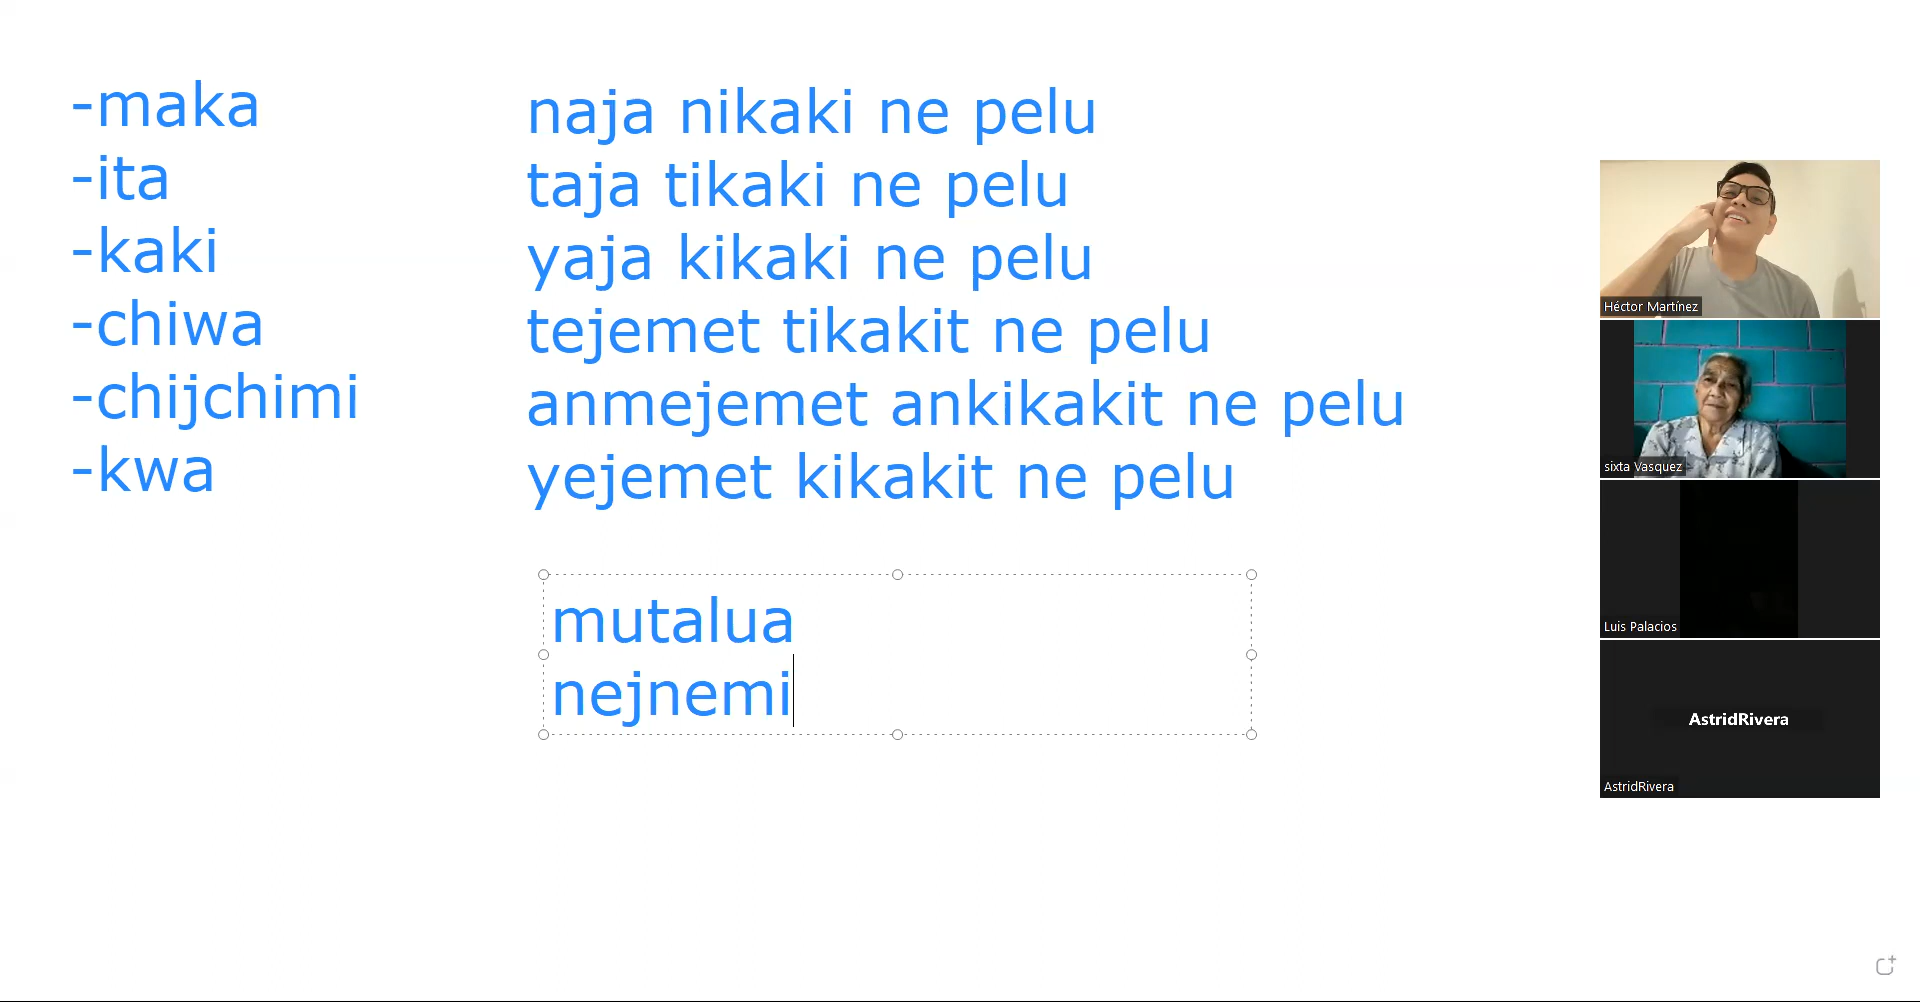 -maka
-ita
-kaki
-chiwa
-chijchimi
-kwa
naja nikaki ne pelu
taja tikaki ne pelu
yaja kikaki ne pelu
tejemet tikakit ne pelu
anmejemet ankikakit ne pelu
yejemet kikakit ne pelu
mutalua
nejnemi
Héctor Martínez
sixta Vasquez
Luis Palacios
AstridRivera
AstridRivera